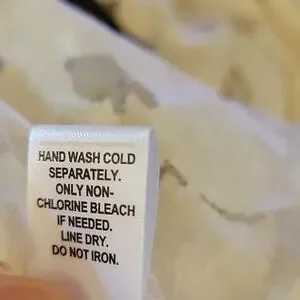 HAND WASH COLD
SEPARATELY.
ONLY NON-
CHLORINE BLEACH
IF NEEDED.
LINE DRY.
DO NOT IRON.